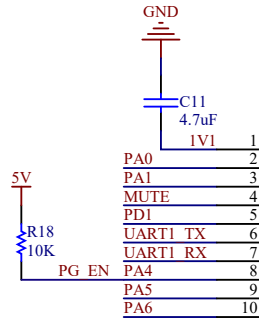 GND
C11
4.7uF
1V1 1
PA0 2
5V PA1 3
MUTE 4
PD1 5
R18 UART1_TX 6
10K UART1_RX 7
PG_EN PA4 8
PA5 9
PA6 10